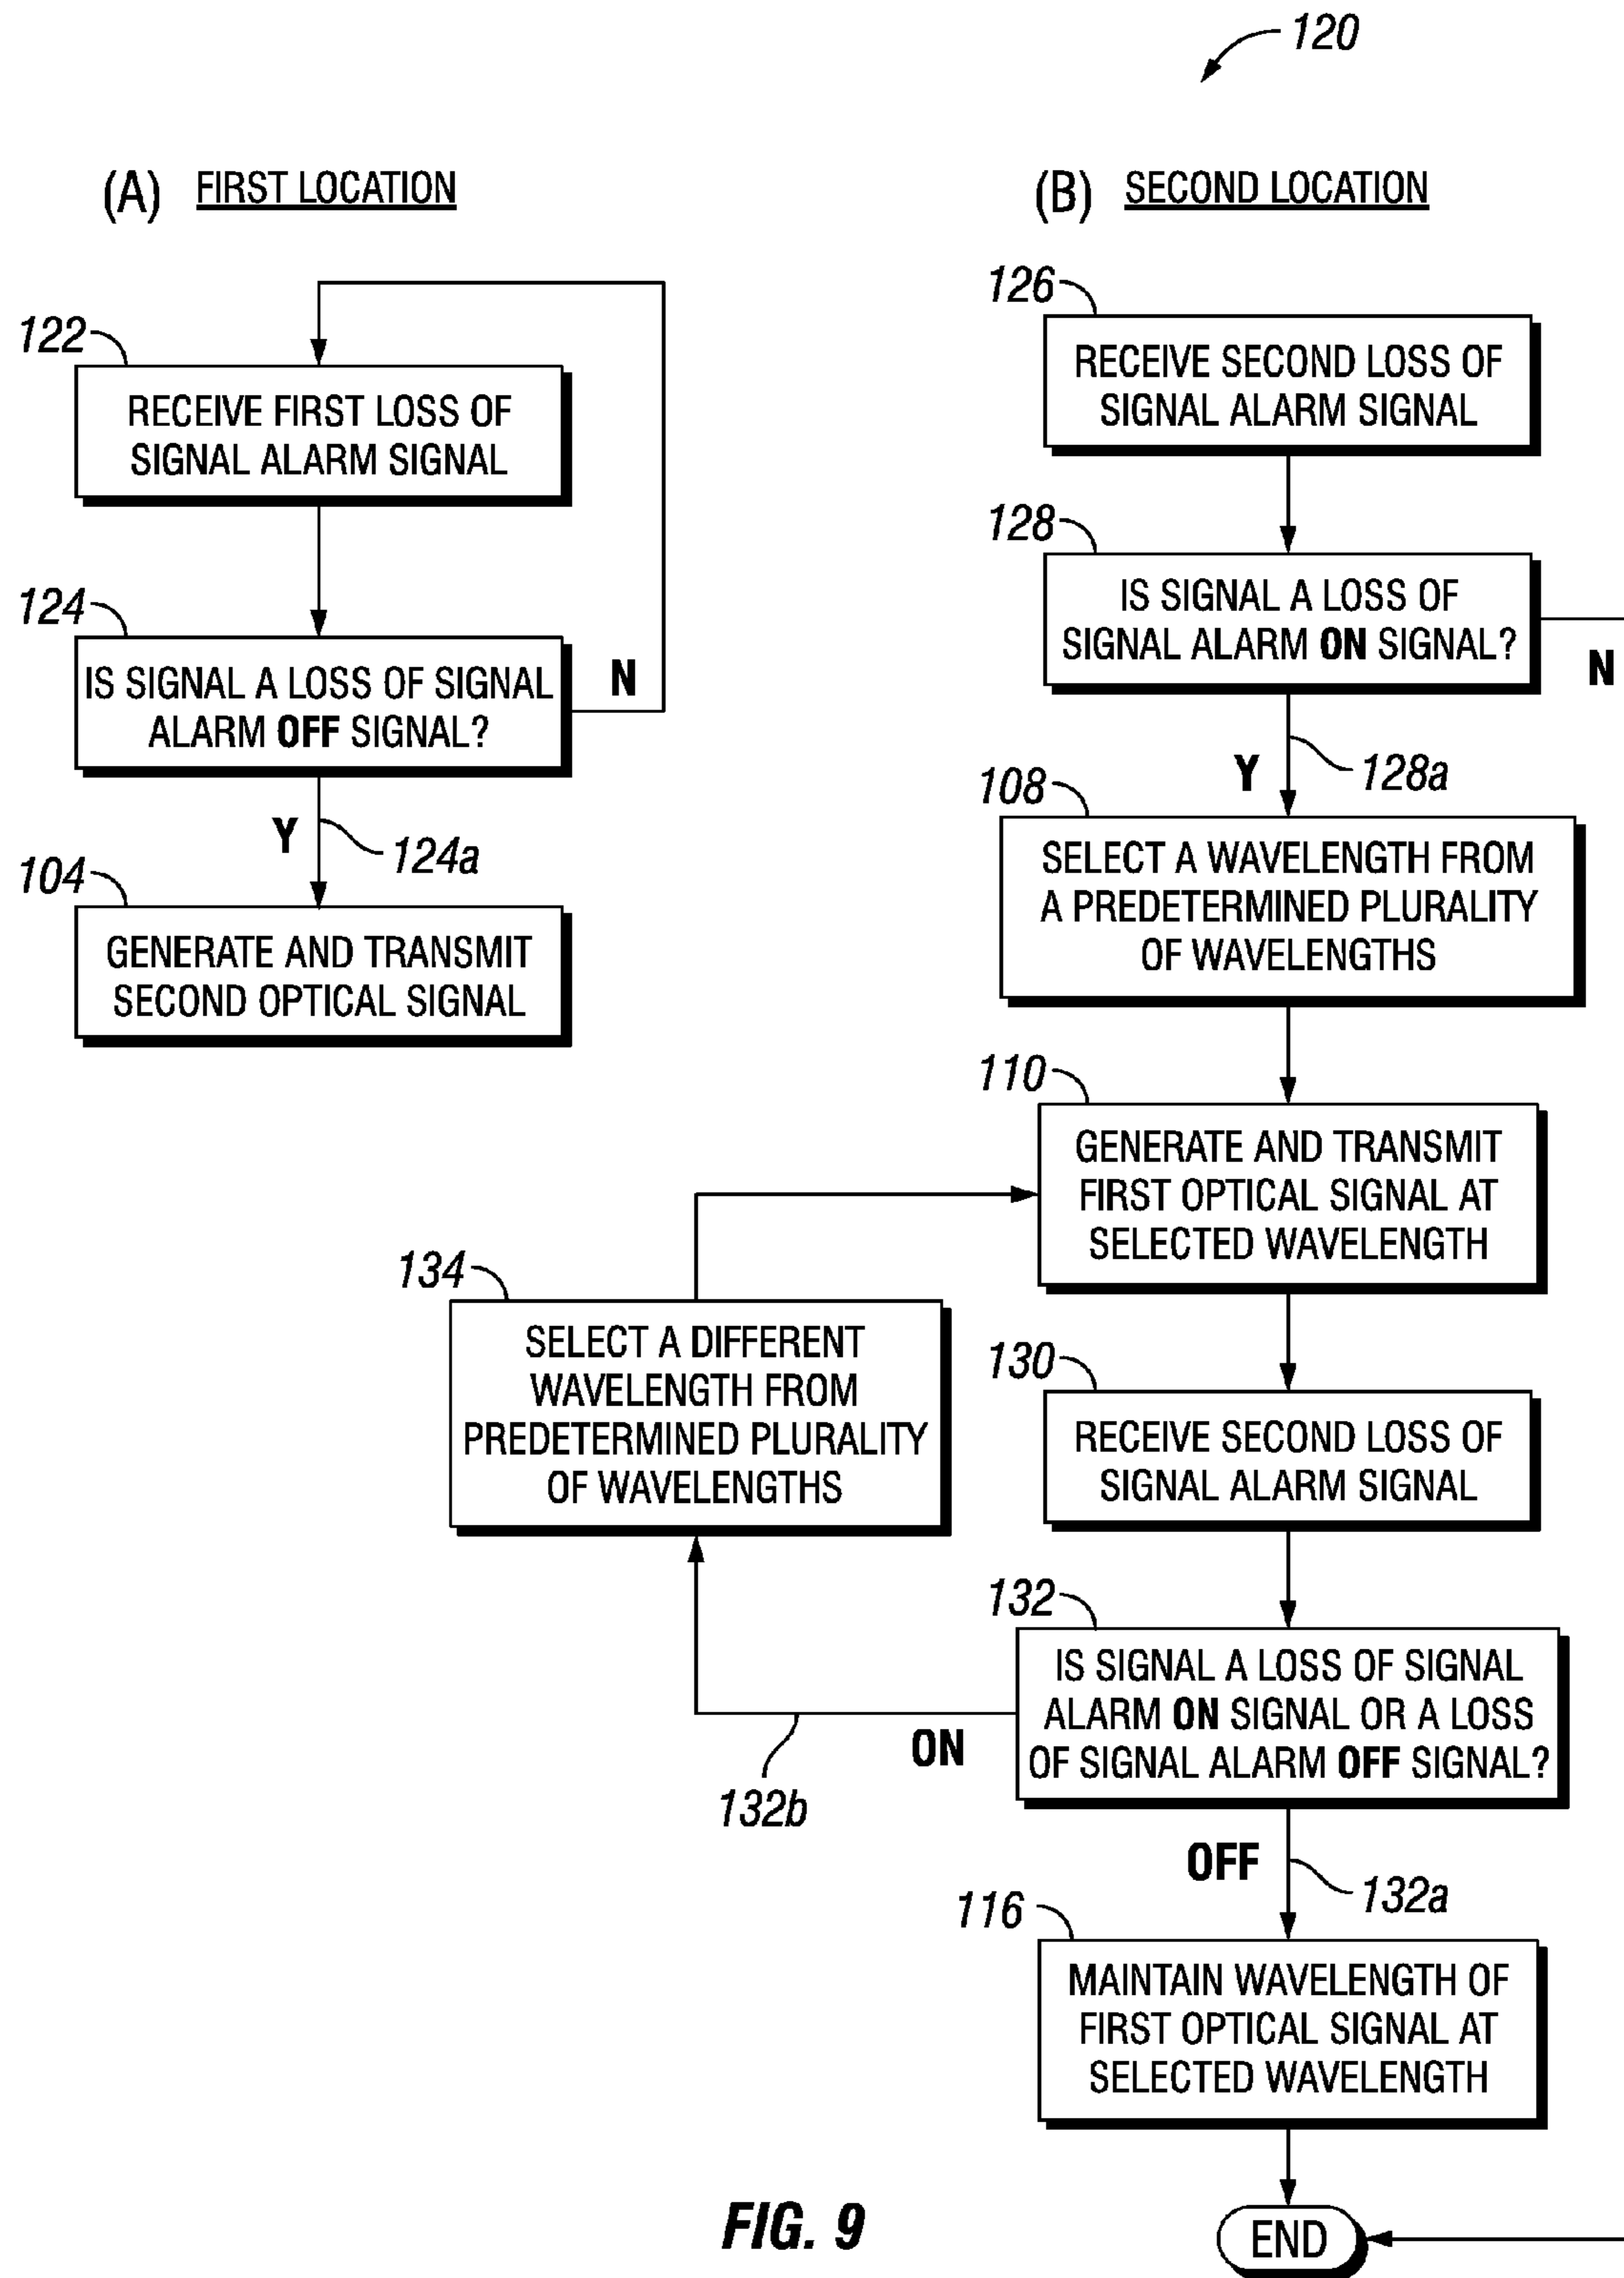 120
(A) FIRST LOCATION
122
RECEIVE FIRST LOSS OF
SIGNAL ALARM SIGNAL
124
IS SIGNAL A LOSS OF SIGNAL
ALARM OFF SIGNAL?
N
Y
124a
104
GENERATE AND TRANSMIT
SECOND OPTICAL SIGNAL
(B) SECOND LOCATION
126
RECEIVE SECOND LOSS OF
SIGNAL ALARM SIGNAL
128
IS SIGNAL A LOSS OF
SIGNAL ALARM ON SIGNAL?
N
Y
128a
108
SELECT A WAVELENGTH FROM
A PREDETERMINED PLURALITY
OF WAVELENGTHS
110
GENERATE AND TRANSMIT
FIRST OPTICAL SIGNAL AT
SELECTED WAVELENGTH
134
SELECT A DIFFERENT
WAVELENGTH FROM
PREDETERMINED PLURALITY
OF WAVELENGTHS
130
RECEIVE SECOND LOSS OF
SIGNAL ALARM SIGNAL
132
IS SIGNAL A LOSS OF SIGNAL
ALARM ON SIGNAL OR A LOSS
OF SIGNAL ALARM OFF SIGNAL?
ON
132b
OFF
132a
116
MAINTAIN WAVELENGTH OF
FIRST OPTICAL SIGNAL AT
SELECTED WAVELENGTH
END
FIG. 9